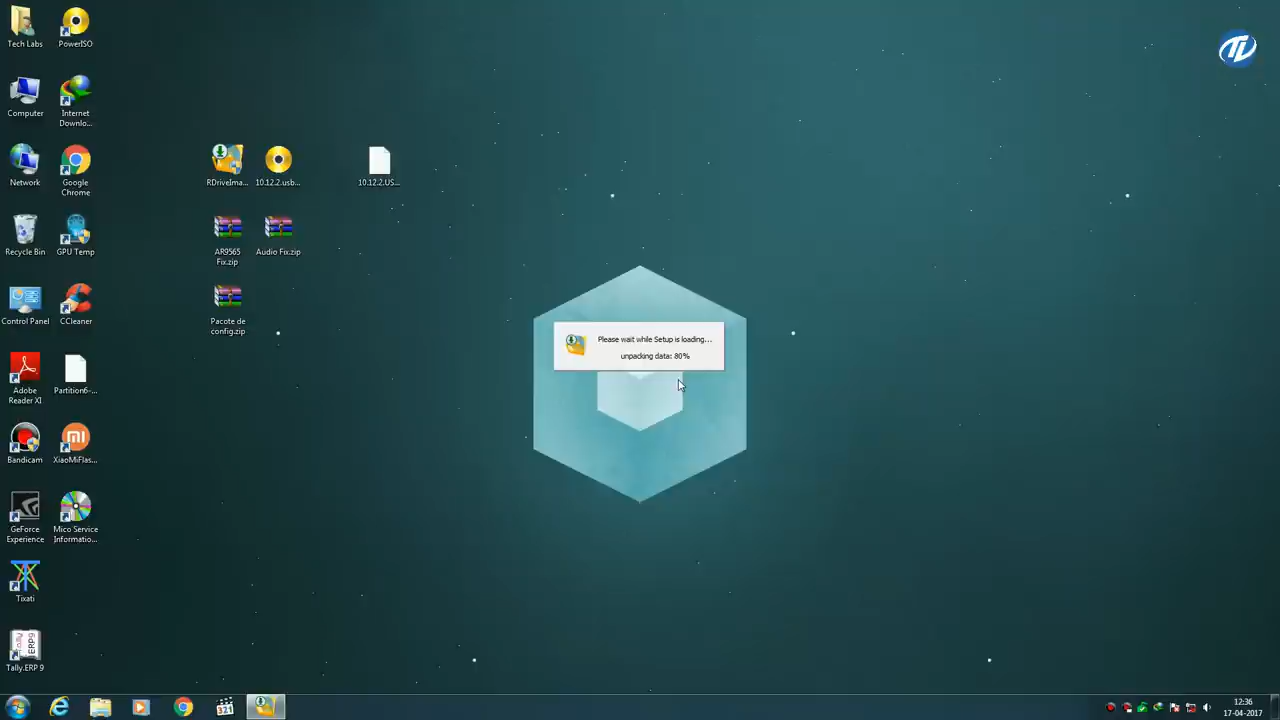 Tech Labs
PowerISO
Computer
Internet
Downlo...
Network
Google
Chrome
Recycle Bin
GPU Temp
Control Panel
CCleaner
Adobe
Reader XI
Partition6-...
Bandicam
XiaoMiFlas...
GeForce
Experience
Mico Service
Informatio...
Tixati
Tally.ERP 9
RDriveIma...
10.12.2.usb...
10.12.2.US...
AR9565
Fix.zip
Audio Fix.zip
Pacote de
config.zip
Please wait while Setup is loading...
unpacking data: 80%
321
12:36
17-04-2017